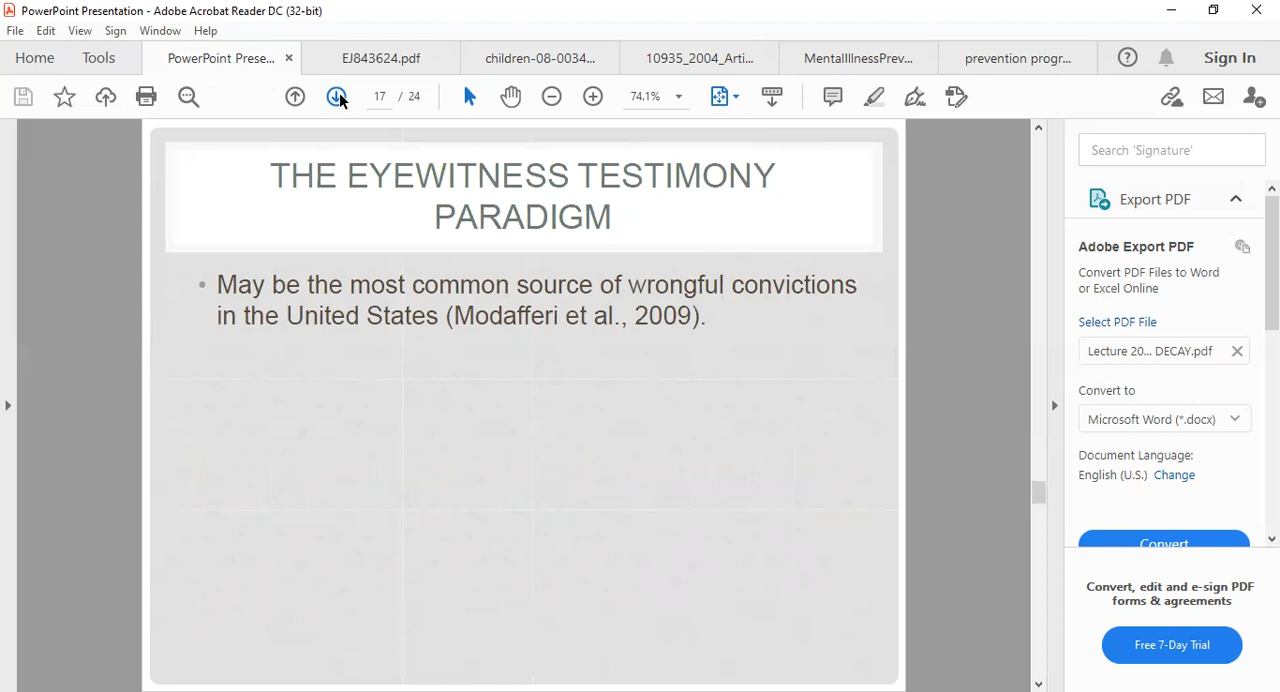 PowerPoint Presentation - Adobe Acrobat Reader DC (32-bit)
File Edit View Sign Window Help
Home Tools PowerPoint Prese... × EJ843624.pdf children-08-0034... 10935_2004_Arti... MentalIllnessPrev... prevention progr... ? Sign In
17 / 24 74.1%
THE EYEWITNESS TESTIMONY
PARADIGM
• May be the most common source of wrongful convictions
in the United States (Modafferi et al., 2009).
Search 'Signature'
Export PDF
Adobe Export PDF
Convert PDF Files to Word
or Excel Online
Select PDF File
Lecture 20... DECAY.pdf
Convert to
Microsoft Word (*.docx)
Document Language:
English (U.S.) Change
Convert
Convert, edit and e-sign PDF
forms & agreements
Free 7-Day Trial